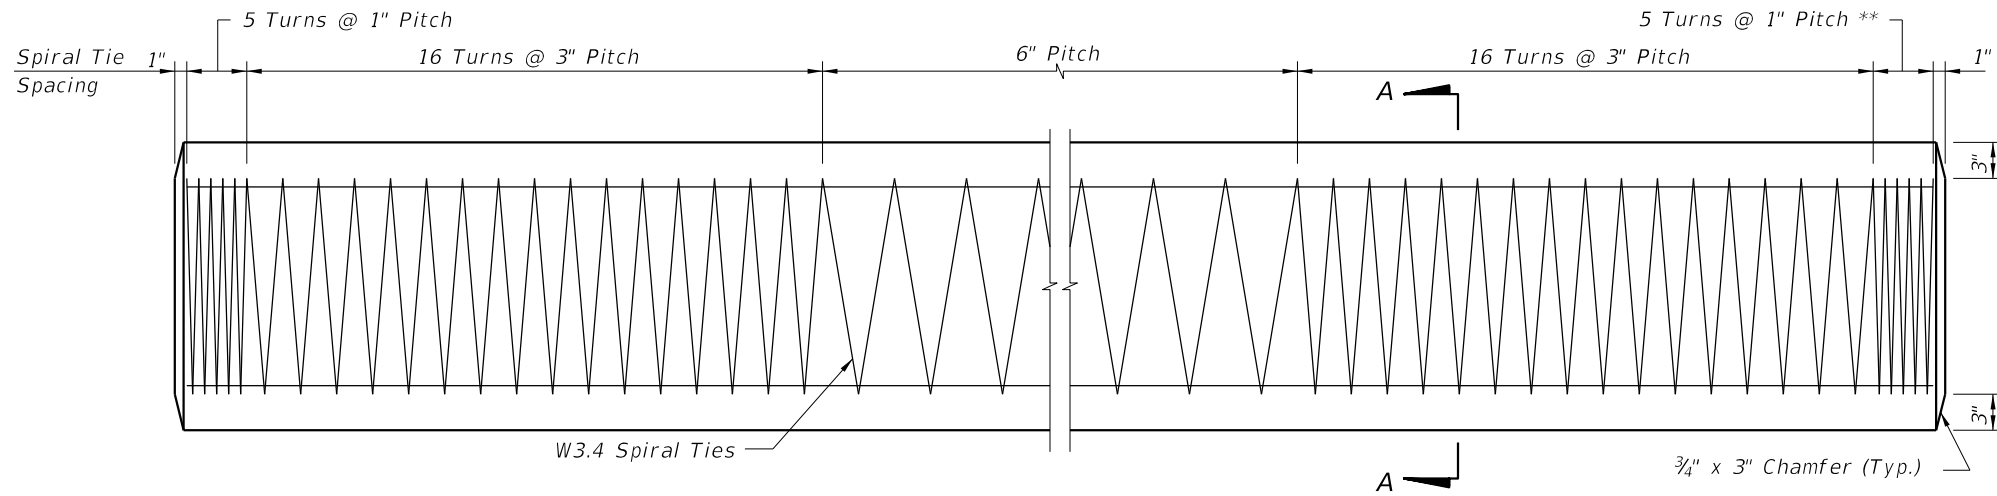 5 Turns @ 1" Pitch
5 Turns @ 1" Pitch **
Spiral Tie
Spacing
1"
16 Turns @ 3" Pitch
6" Pitch
16 Turns @ 3" Pitch
1"
A
3"
3"
W3.4 Spiral Ties
3/4" x 3" Chamfer (Typ.)
A